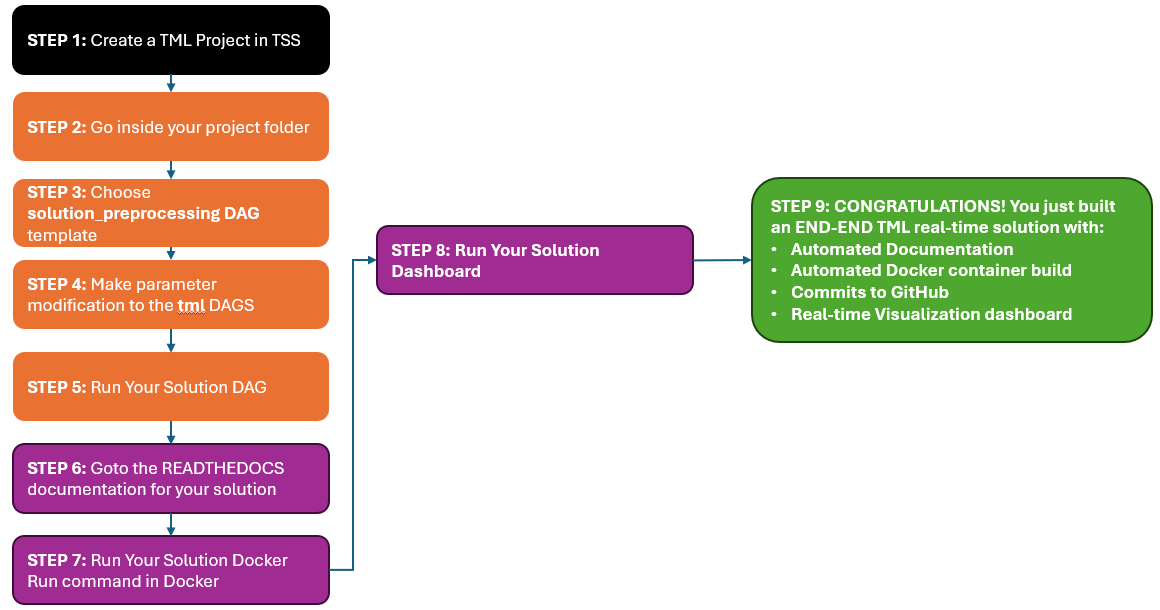 STEP 1: Create a TML Project in TSS
STEP 2: Go inside your project folder
STEP 3: Choose
solution_preprocessing DAG
template
STEP 4: Make parameter
modification to the tml DAGS
STEP 5: Run Your Solution DAG
STEP 6: Goto the READTHEDOCS
documentation for your solution
STEP 7: Run Your Solution Docker
Run command in Docker
STEP 8: Run Your Solution
Dashboard
STEP 9: CONGRATULATIONS! You just built
an END-END TML real-time solution with:
• Automated Documentation
• Automated Docker container build
• Commits to GitHub
• Real-time Visualization dashboard